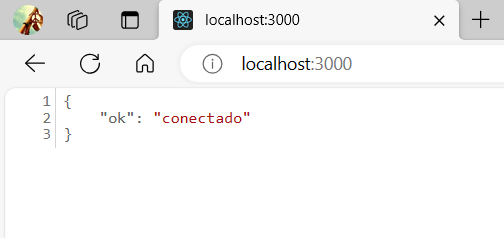 localhost:3000
localhost:3000
1 {
2     "ok": "conectado"
3 }